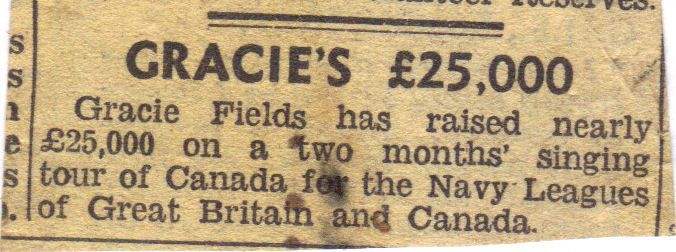 Reserves.
GRACIE'S £25,000
Gracie Fields has raised nearly
£25,000 on a two months' singing
tour of Canada for the Navy Leagues
of Great Britain and Canada.